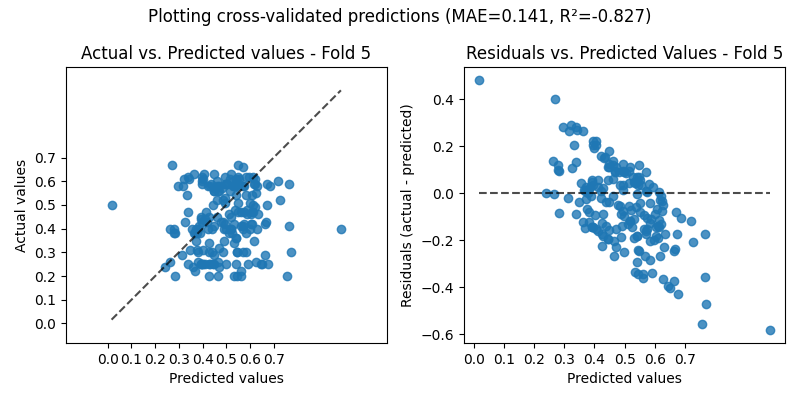 Plotting cross-validated predictions (MAE=0.141, R²=-0.827)
Actual vs. Predicted values - Fold 5
Actual values
0.7
0.6
0.5
0.4
0.3
0.2
0.1
0.0
0.0 0.1 0.2 0.3 0.4 0.5 0.6 0.7
Predicted values
Residuals vs. Predicted Values - Fold 5
Residuals (actual - predicted)
0.4
0.2
0.0
−0.2
−0.4
−0.6
0.0 0.1 0.2 0.3 0.4 0.5 0.6 0.7
Predicted values